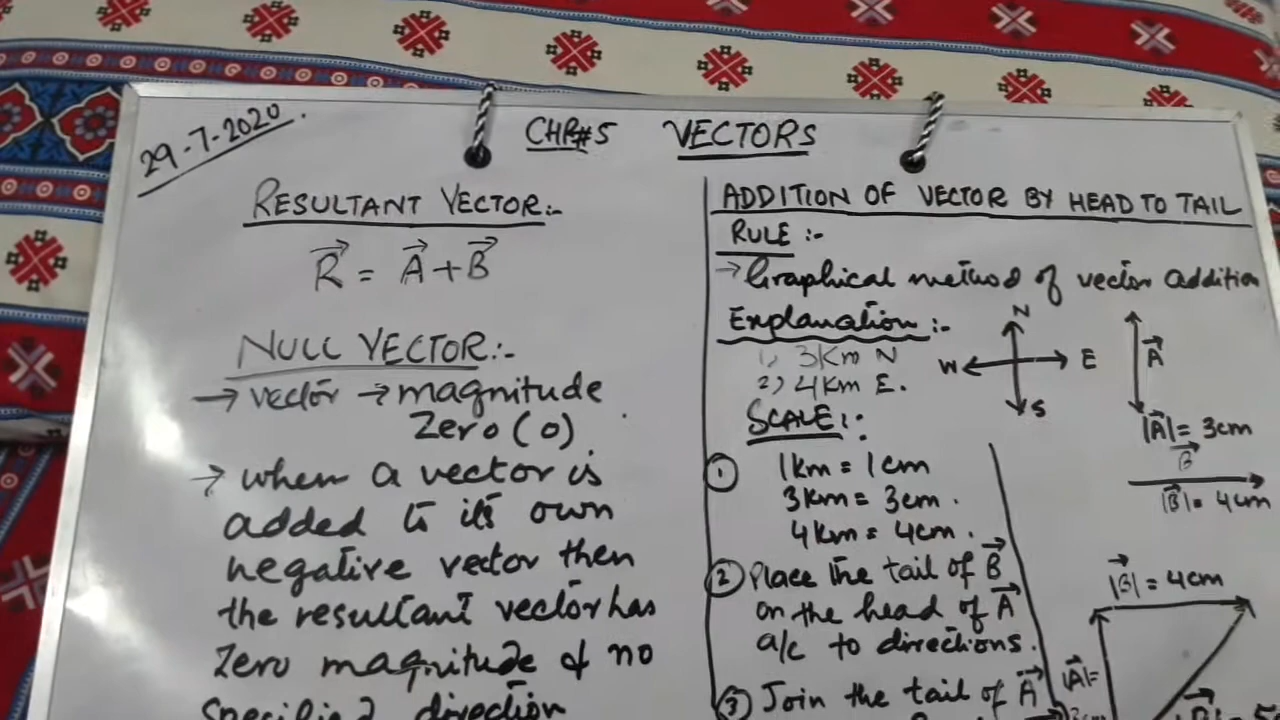 29-7-2020.
CHP#5 VECTORS
RESULTANT VECTOR:-
R⃗ = A⃗ + B⃗
NULL VECTOR:-
→ vector → magnitude
Zero (0)
→ when a vector is
added to its own
negative vector then
the resultant vector has
Zero magnitude & no
direction
ADDITION OF VECTOR BY HEAD TO TAIL
RULE :-
→ Graphical method of vector addition
Explanation :-
1, 3Km N
2, 4Km E.
N
W E
S
A⃗
|A⃗| = 3cm
B⃗
|B⃗| = 4cm
SCALE :-
① 1km = 1cm
3km = 3cm.
4km = 4cm.
② Place the tail of B⃗
on the head of A⃗
a/c to directions.
③ Join the tail of A⃗
|B⃗| = 4cm
|A⃗|=